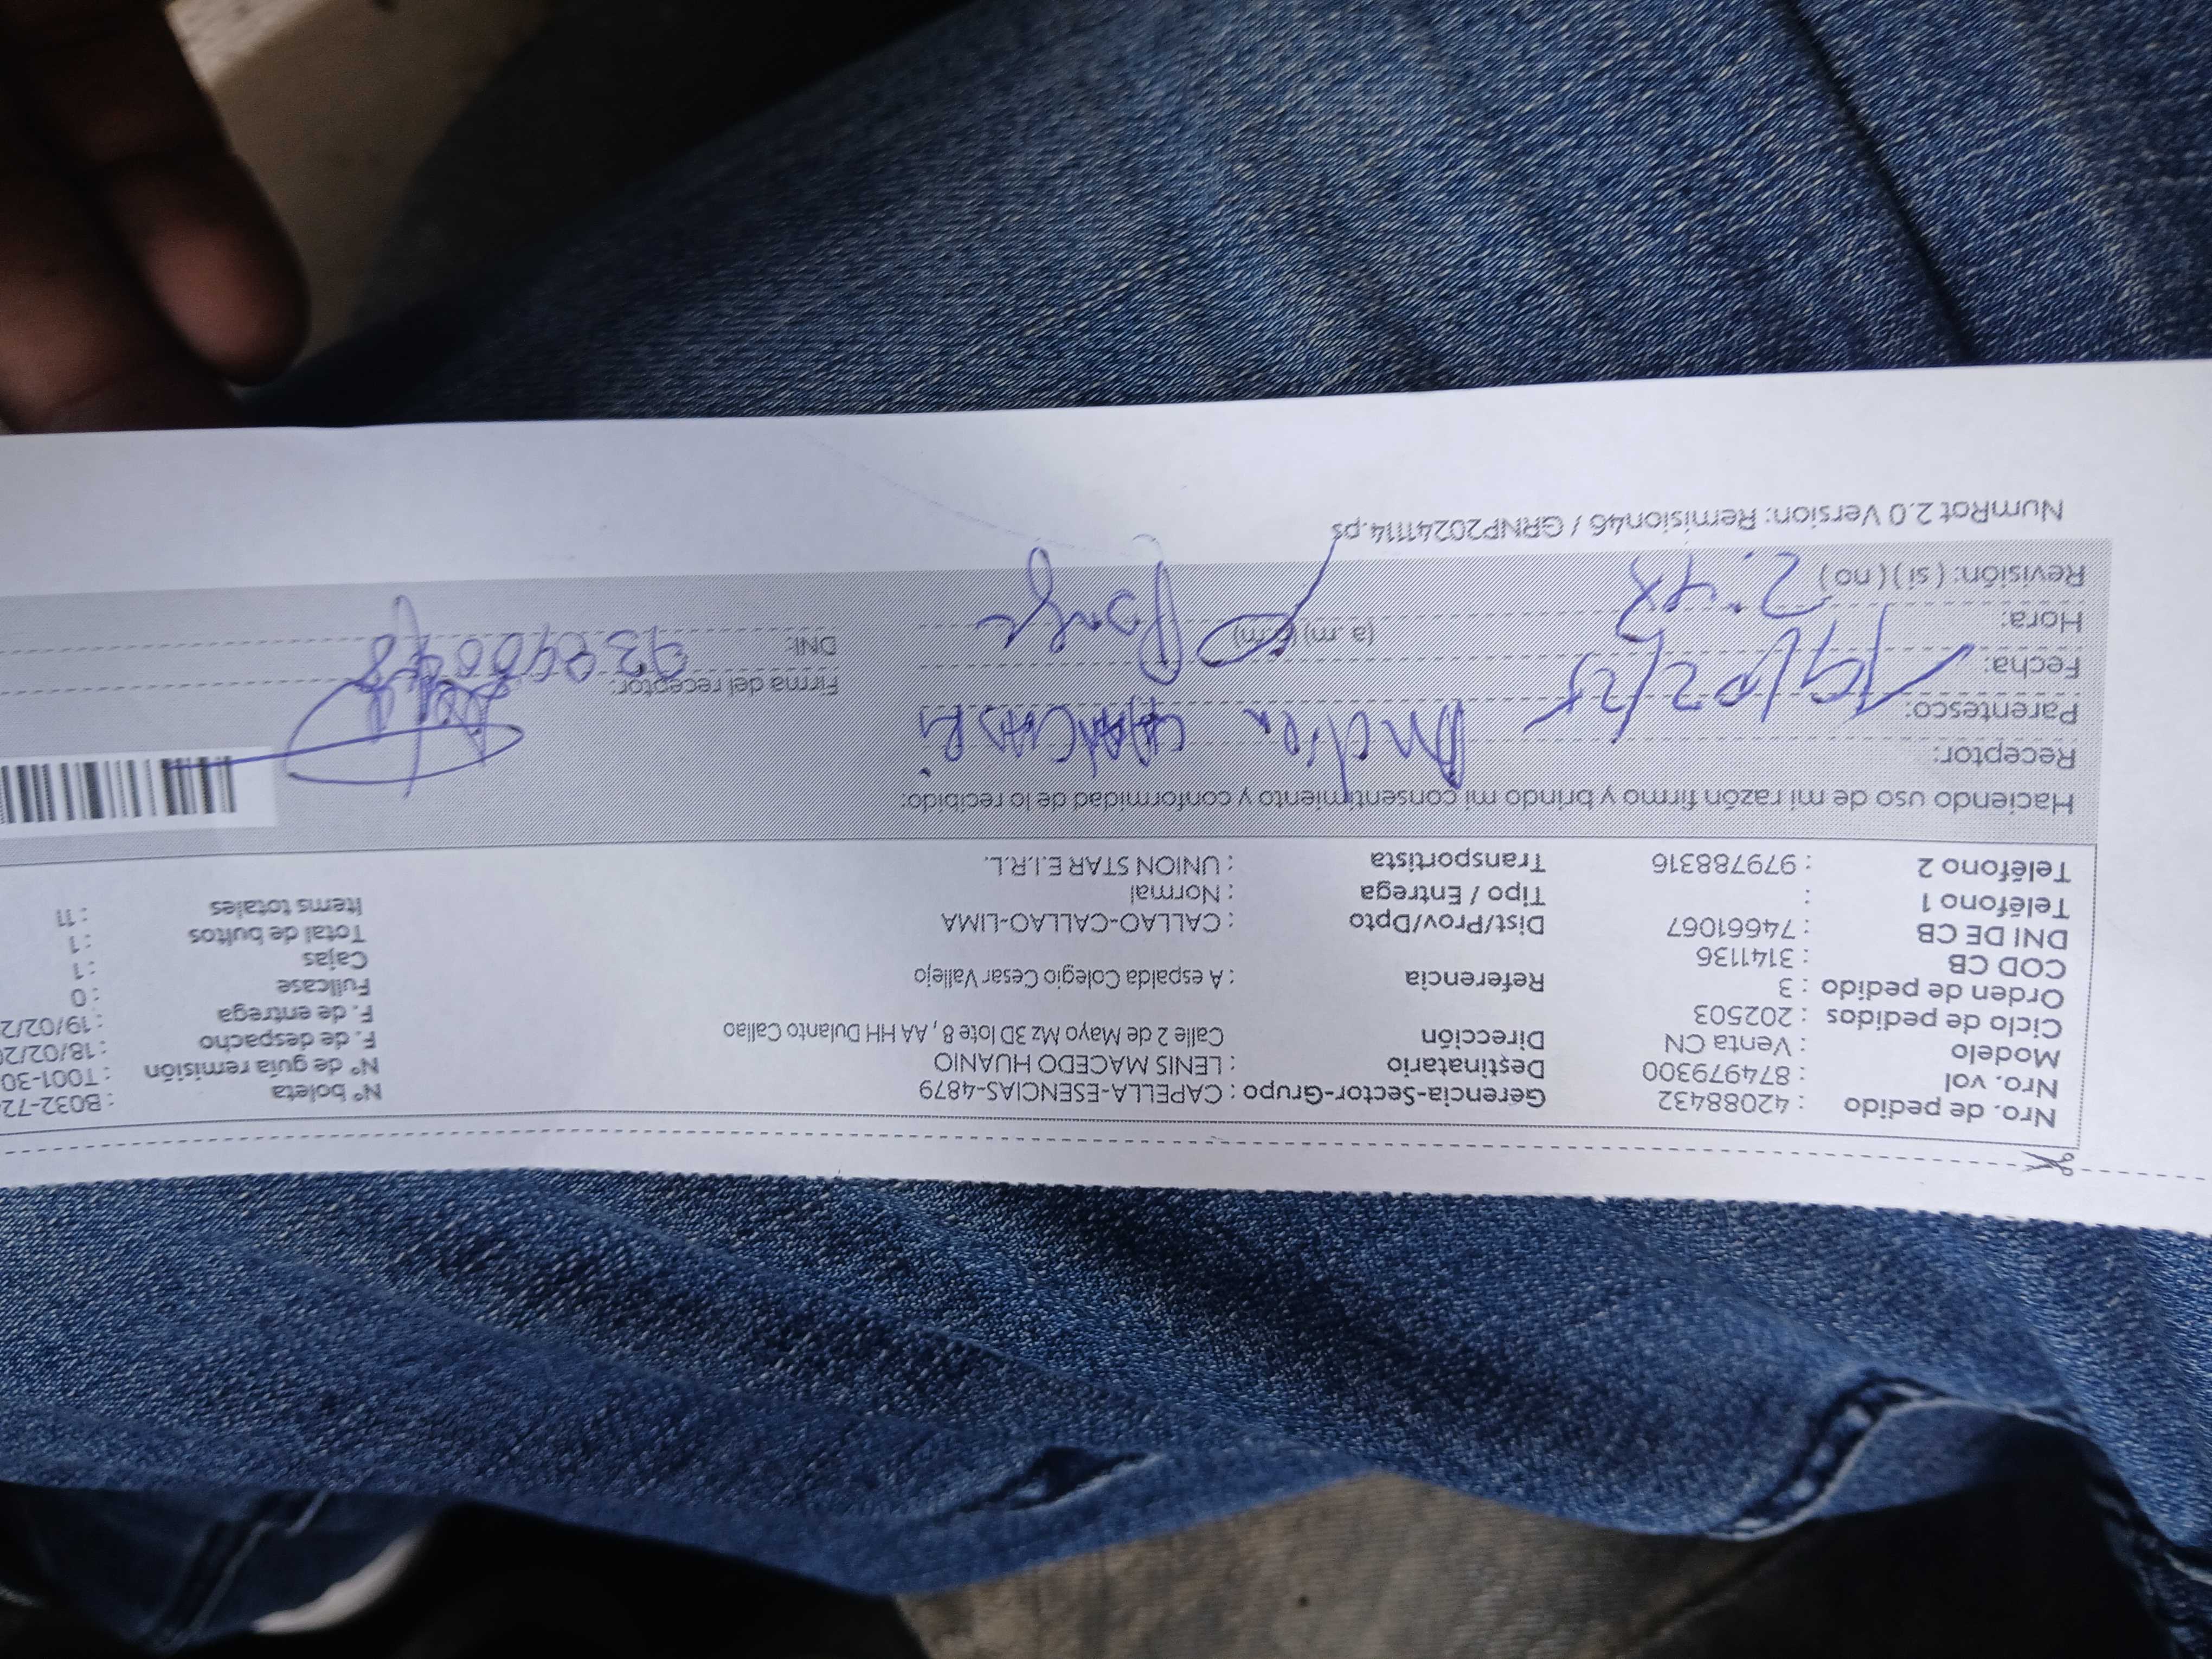 Nro. de pedido : 42088432 Gerencia-Sector-Grupo : CAPELLA-ESENCIAS-4879 N° boleta : B032-72
Nro. vol : 874979300 Destinatario : LENIS MACEDO HUANIO N° de guía remisión : T001-30
Modelo : Venta CN Dirección Calle 2 de Mayo Mz 3D lote 8 , AA HH Dulanto Callao F. de despacho : 18/02/2
Ciclo de pedidos : 202503 F. de entrega : 19/02/2
Orden de pedido : 3 Referencia : A espalda Colegio Cesar Vallejo Fullcase : 0
COD CB : 3141136 Cajas : 1
DNI DE CB : 74661067 Dist/Prov/Dpto : CALLAO-CALLAO-LIMA Total de bultos : 1
Teléfono 1 : Tipo / Entrega : Normal Items totales : 11
Teléfono 2 : 979788316 Transportista : UNION STAR E.I.R.L.
Haciendo uso de mi razón firmo y brindo mi consentimiento y conformidad de lo recibido:
Receptor:
Parentesco:
Fecha: 19/02/25 Firma del receptor:
Hora: 2:48 (a. m) (p. m) DNI:
Revisión: ( si ) ( no )
NumRot 2.0 Version: Remision46 / GRNP20241114.ps